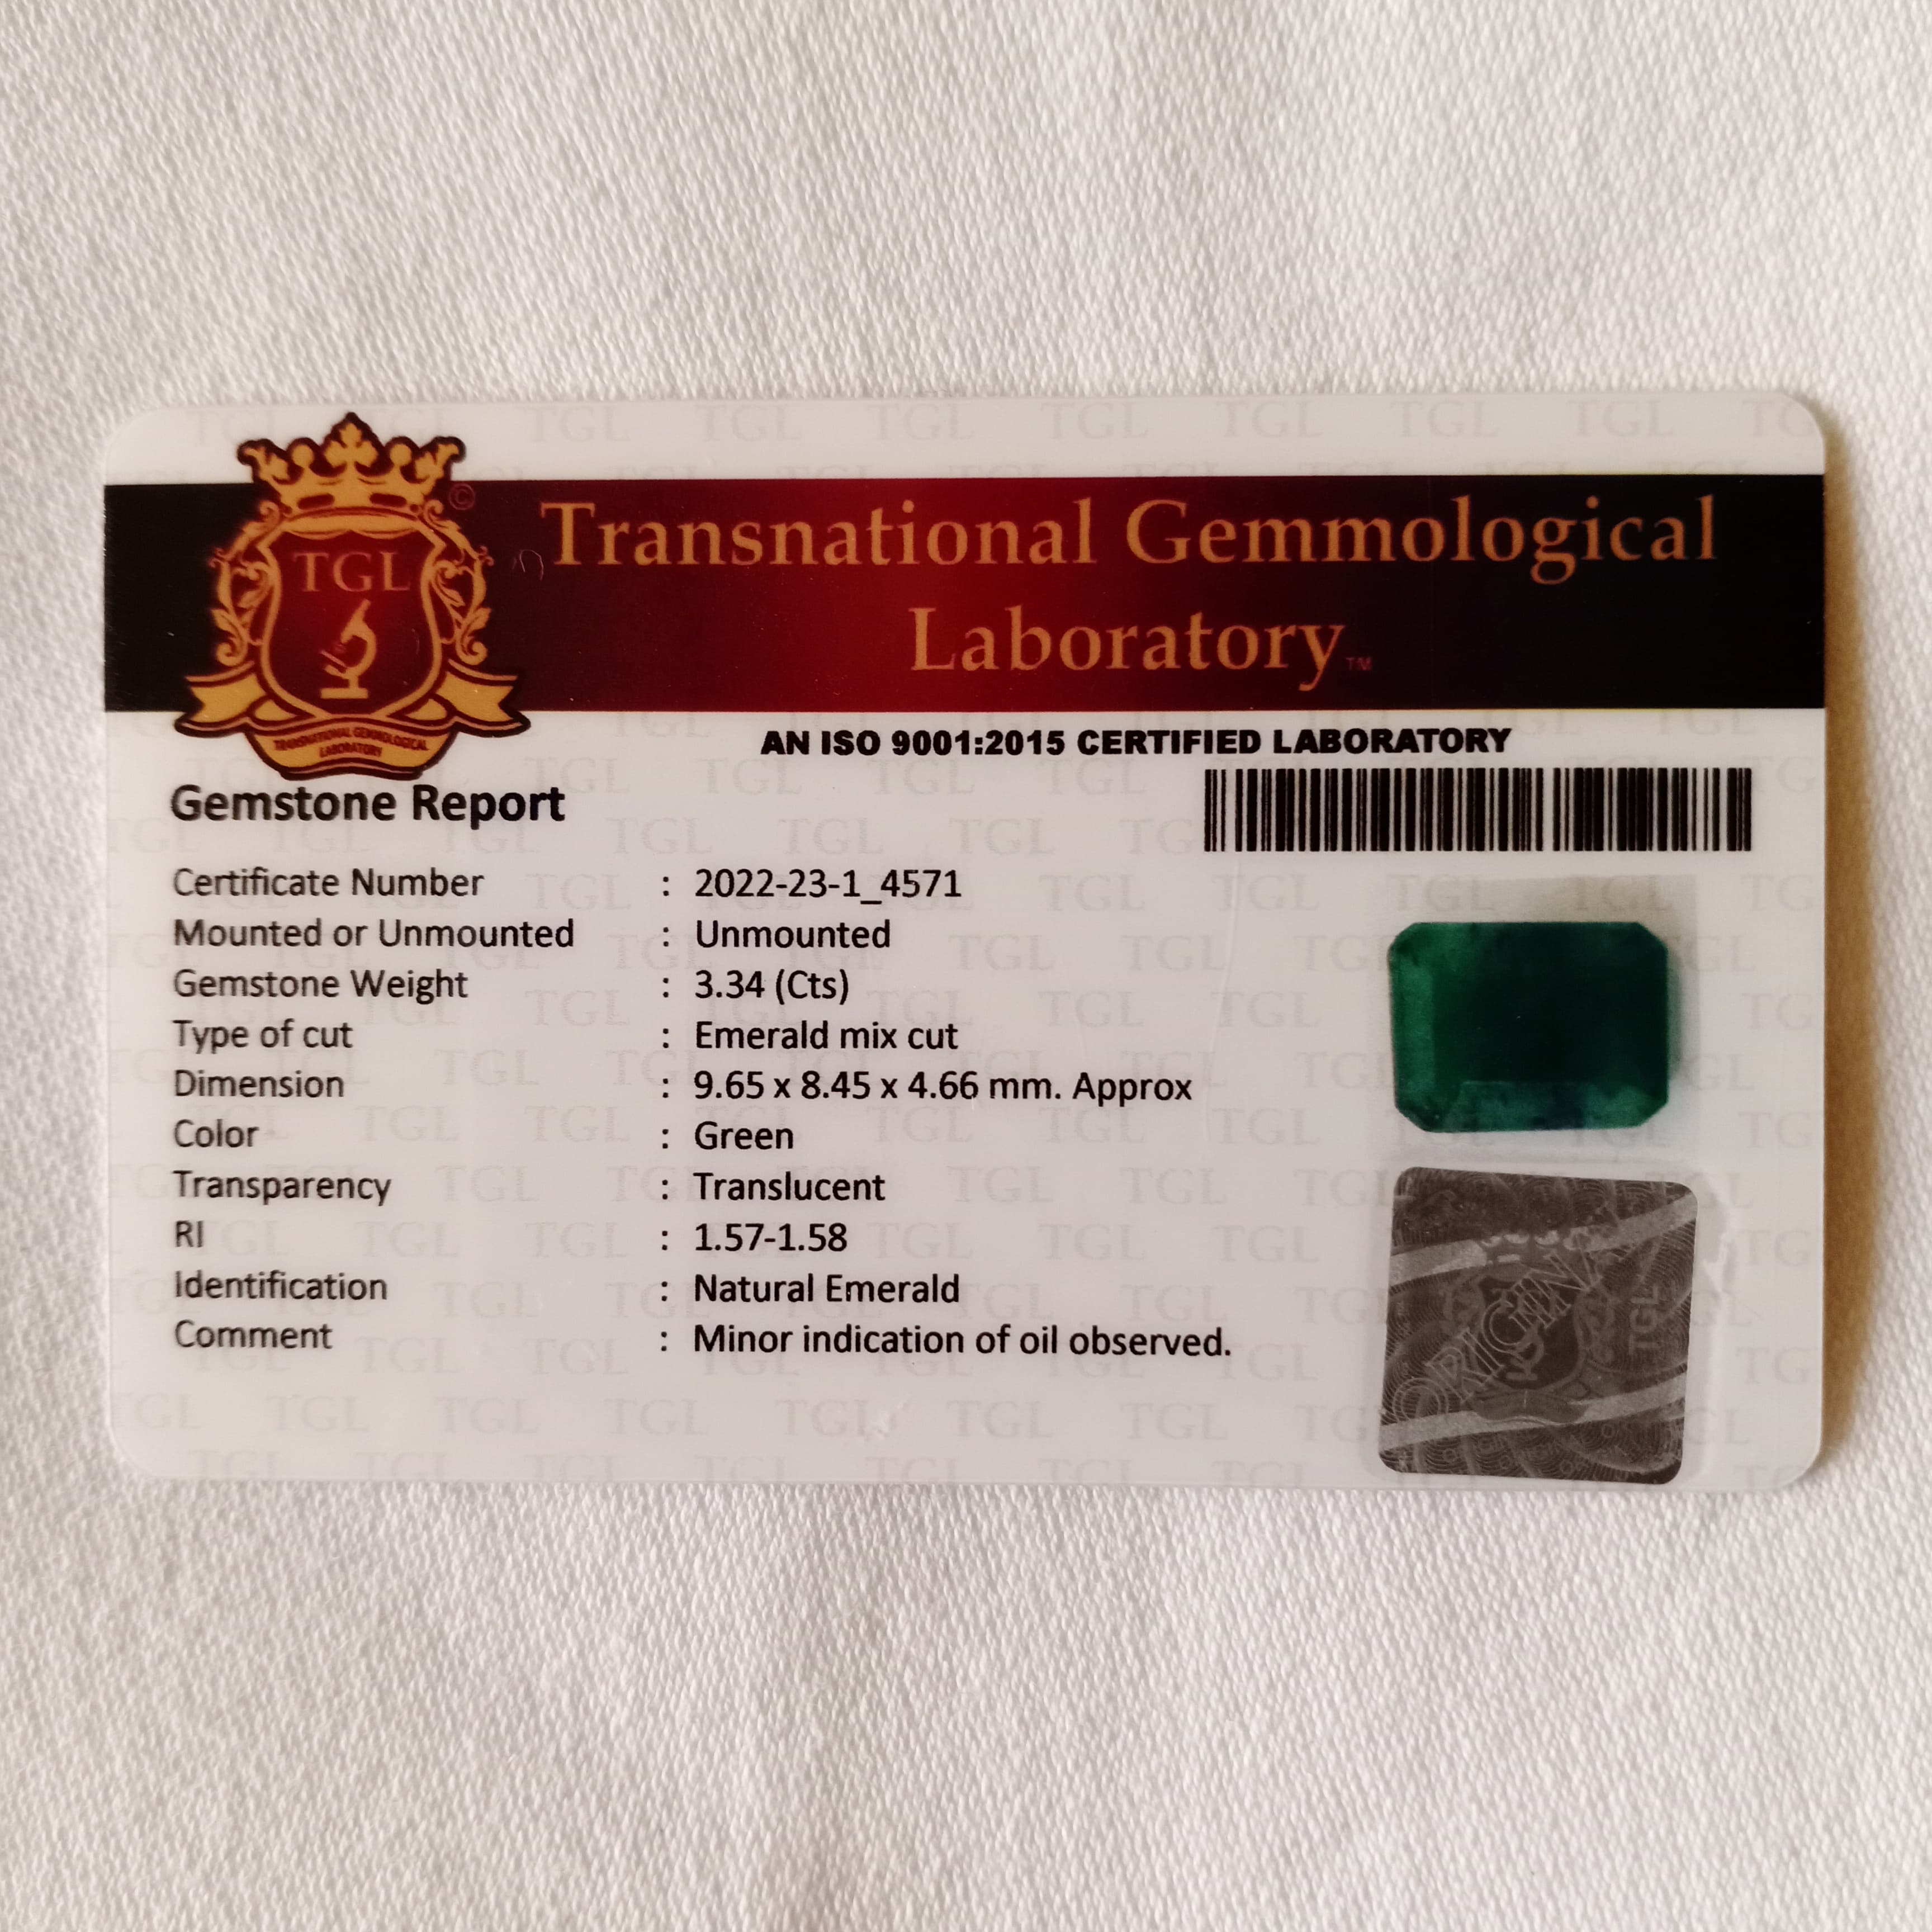 TGL
©
Transnational Gemmological
Laboratory™
TRANSNATIONAL GEMMOLOGICAL
LABORATORY
AN ISO 9001:2015 CERTIFIED LABORATORY
Gemstone Report
Certificate Number : 2022-23-1_4571
Mounted or Unmounted : Unmounted
Gemstone Weight : 3.34 (Cts)
Type of cut : Emerald mix cut
Dimension : 9.65 x 8.45 x 4.66 mm. Approx
Color : Green
Transparency : Translucent
RI : 1.57-1.58
Identification : Natural Emerald
Comment : Minor indication of oil observed.
TGL